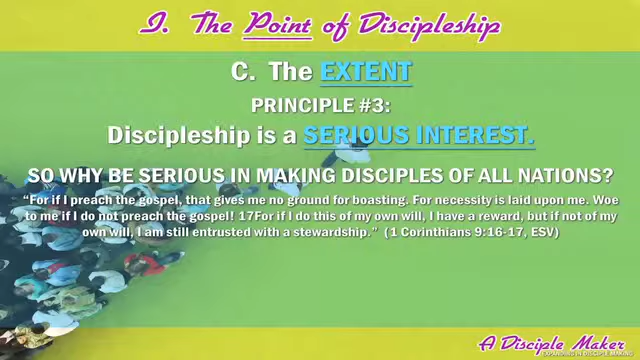 I. The Point of Discipleship
C. The EXTENT
PRINCIPLE #3:
Discipleship is a SERIOUS INTEREST.
SO WHY BE SERIOUS IN MAKING DISCIPLES OF ALL NATIONS?
“For if I preach the gospel, that gives me no ground for boasting. For necessity is laid upon me. Woe
to me if I do not preach the gospel! 17For if I do this of my own will, I have a reward, but if not of my
own will, I am still entrusted with a stewardship.” (1 Corinthians 9:16-17, ESV)
A Disciple Maker
EXPANDING IN DISCIPLE MAKING